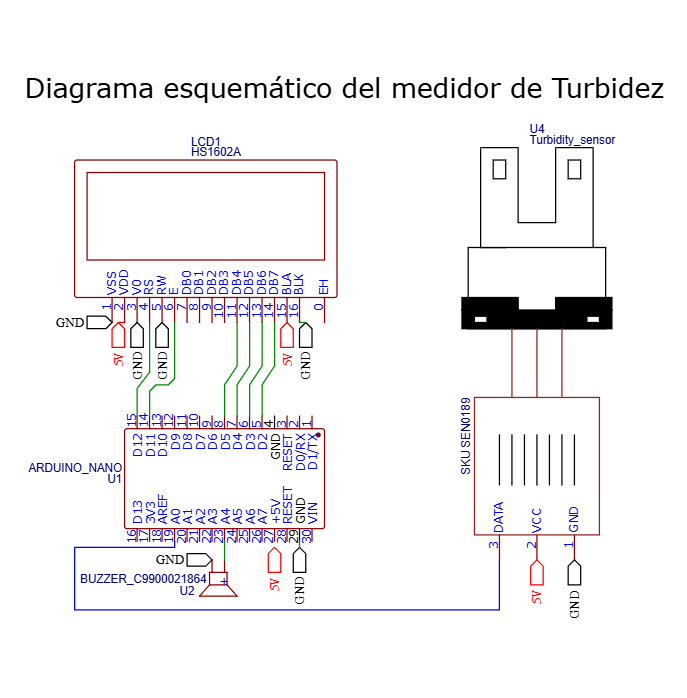 Diagrama esquemático del medidor de Turbidez
LCD1
HS1602A
VSS VDD V0 RS RW E DB0 DB1 DB2 DB3 DB4 DB5 DB6 DB7 BLA BLK EH
1 2 3 4 5 6 7 8 9 10 11 12 13 14 15 16 0
GND 5V GND GND 5V GND
15 14 13 12 11 10 9 8 7 6 5 4 3 2 1
D12 D11 D10 D9 D8 D7 D6 D5 D4 D3 D2 GND RESET D0/RX D1/TX
ARDUINO_NANO
U1
D13 3V3 AREF A0 A1 A2 A3 A4 A5 A6 A7 +5V RESET GND VIN
16 17 18 19 20 21 22 23 24 25 26 27 28 29 30
GND
5V
GND
BUZZER_C9900021864
U2
+
U4
Turbidity_sensor
SKU SEN0189
DATA VCC GND
3 2 1
5V
GND